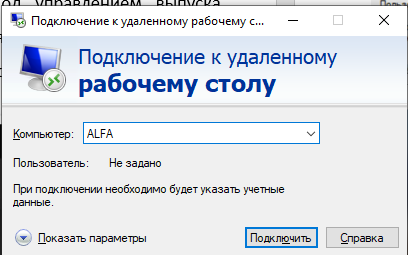 од управлением выпуска
Подключение к удаленному рабочему с...
Подключение к удаленному
рабочему столу
Компьютер: ALFA
Пользователь: Не задано
При подключении необходимо будет указать учетные
данные.
Показать параметры Подключить Справка